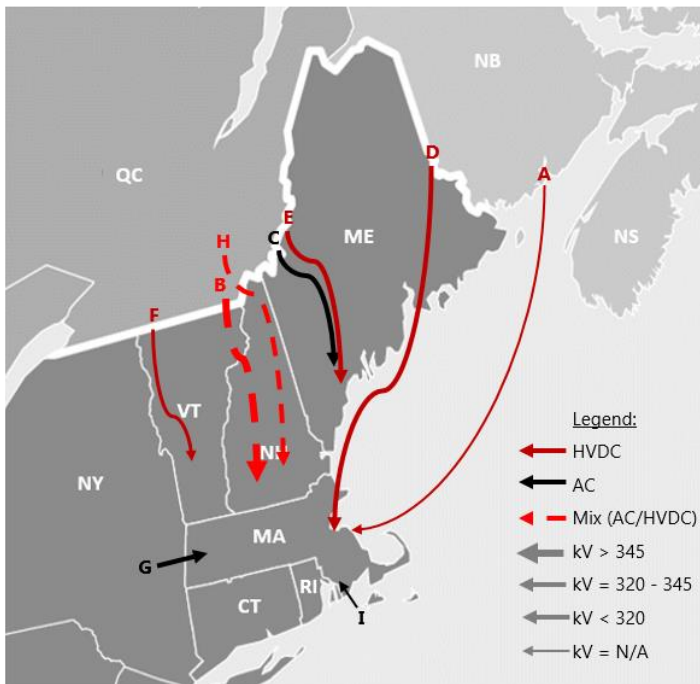 NB
D
A
QC
E
C
ME
NS
H
B
F
VT
NH
NY
Legend:
HVDC
AC
Mix (AC/HVDC)
MA
kV > 345
G
kV = 320 - 345
RI
CT
kV < 320
I
kV = N/A